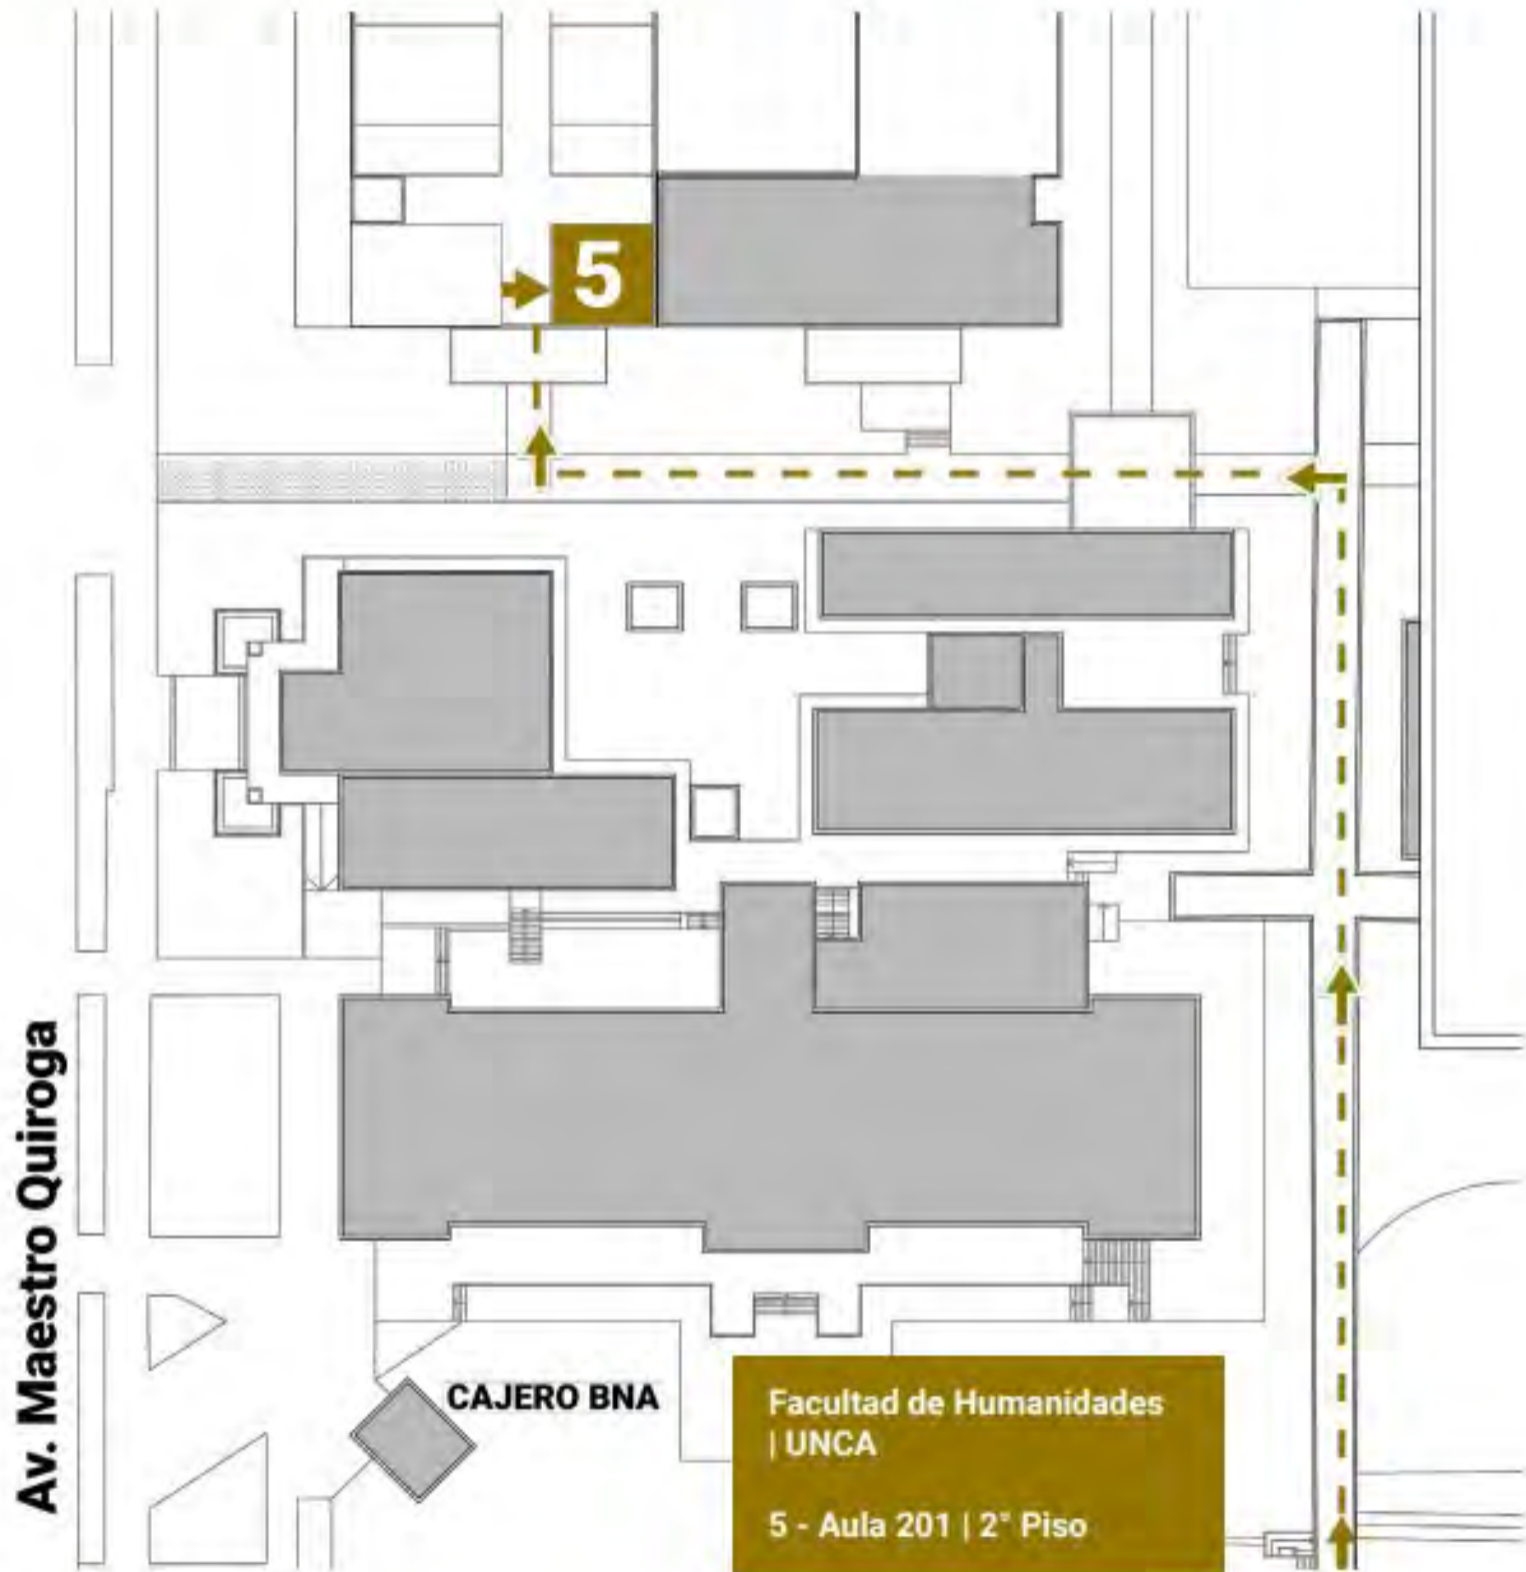 5
Av. Maestro Quiroga
CAJERO BNA
Facultad de Humanidades
| UNCA
5 - Aula 201 | 2° Piso